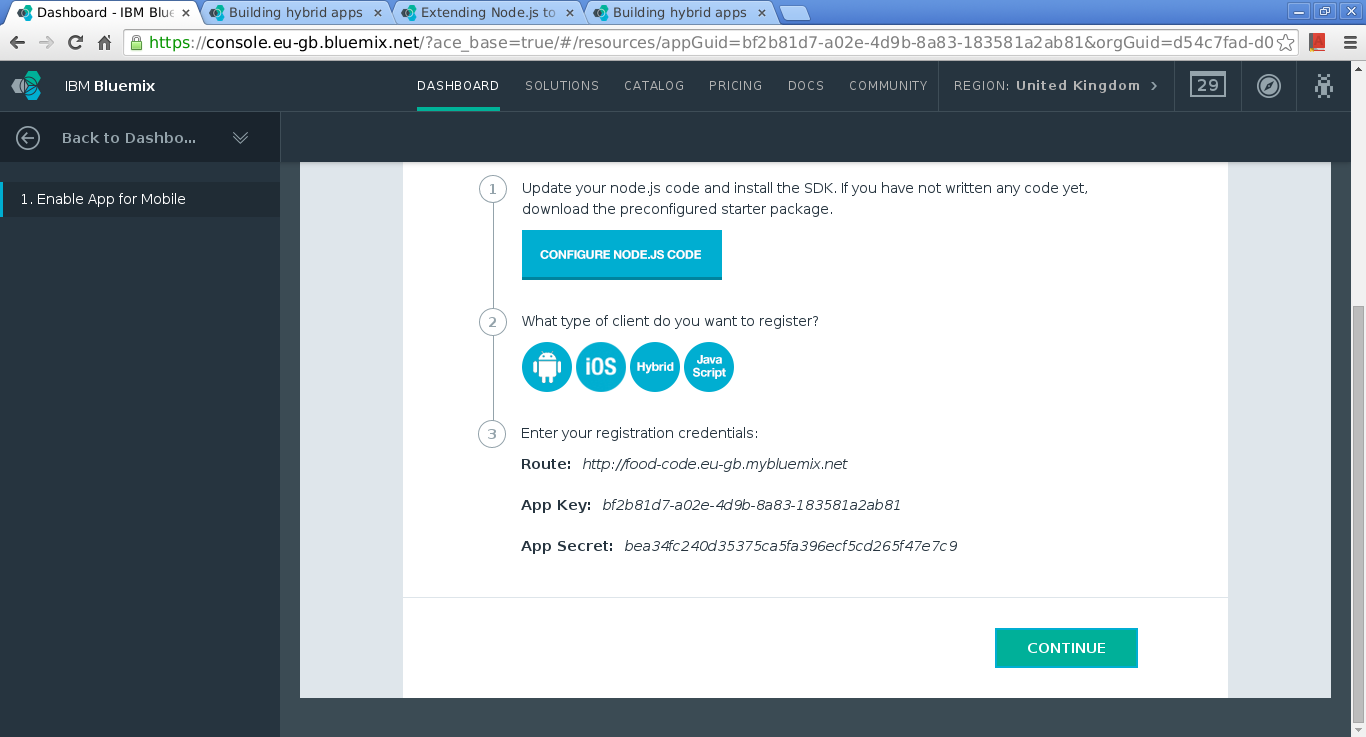 Dashboard - IBM Blue
Building hybrid apps
Extending Node.js to
Building hybrid apps
https://console.eu-gb.bluemix.net/?ace_base=true/#/resources/appGuid=bf2b81d7-a02e-4d9b-8a83-183581a2ab81&orgGuid=d54c7fad-d0
IBM Bluemix
DASHBOARD
SOLUTIONS
CATALOG
PRICING
DOCS
COMMUNITY
REGION: United Kingdom
29
Back to Dashbo...
1. Enable App for Mobile
1
Update your node.js code and install the SDK. If you have not written any code yet,
download the preconfigured starter package.
CONFIGURE NODE.JS CODE
2
What type of client do you want to register?
iOS
Hybrid
Java
Script
3
Enter your registration credentials:
Route: http://food-code.eu-gb.mybluemix.net
App Key: bf2b81d7-a02e-4d9b-8a83-183581a2ab81
App Secret: bea34fc240d35375ca5fa396ecf5cd265f47e7c9
CONTINUE